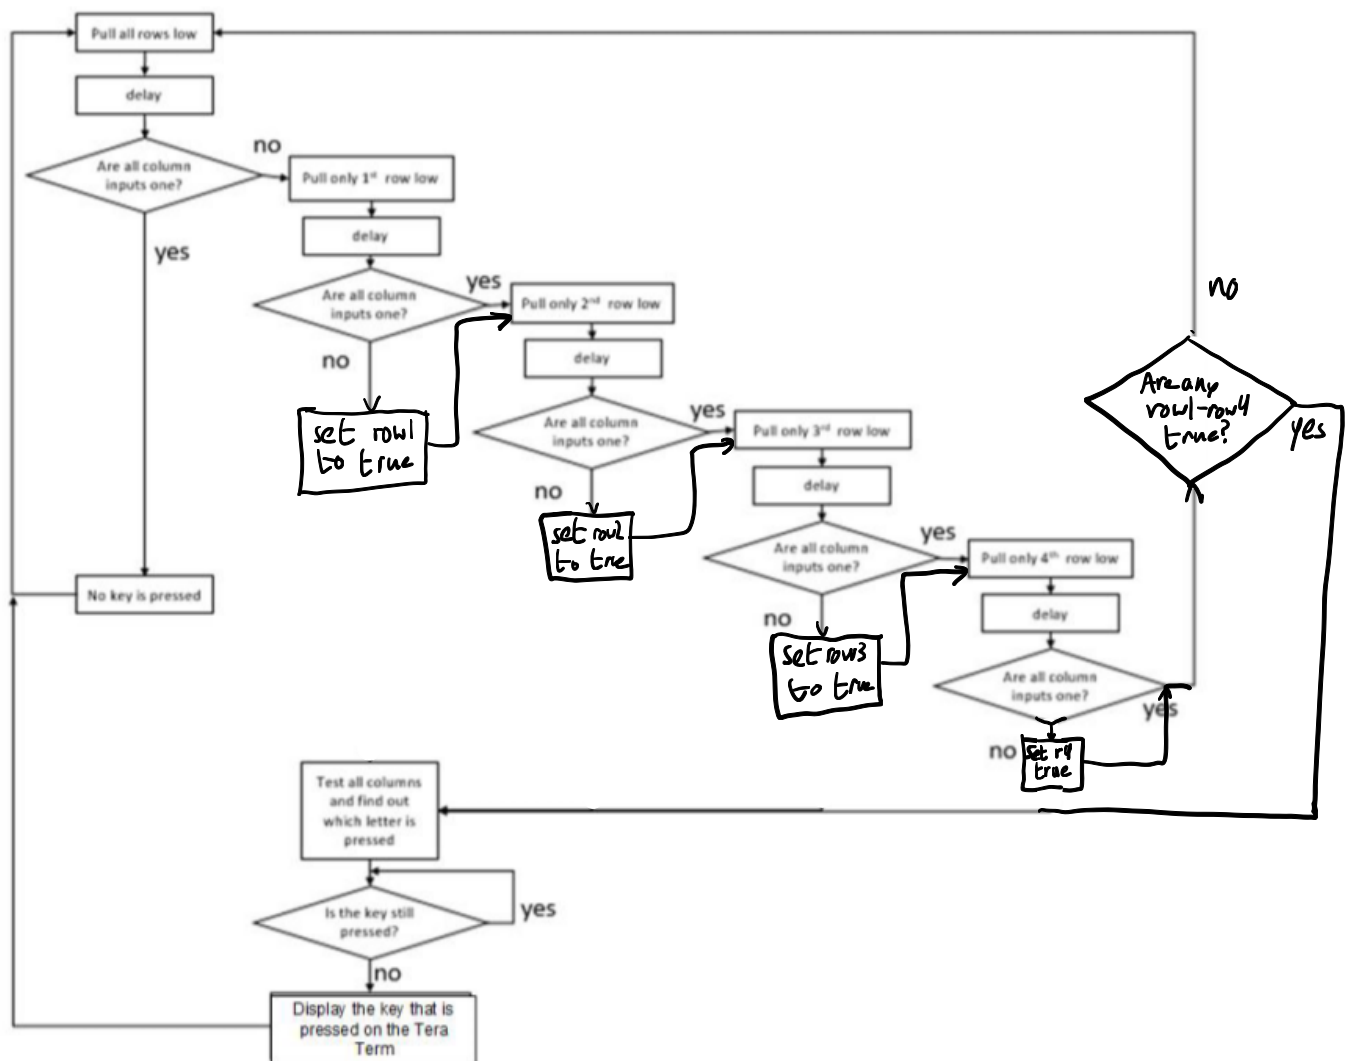 Pull all rows low
delay
Are all column
inputs one?
no
yes
Pull only 1st row low
delay
Are all column
inputs one?
yes
no
set row1
to true
Pull only 2nd row low
delay
Are all column
inputs one?
yes
no
set row2
to true
Pull only 3rd row low
delay
Are all column
inputs one?
yes
no
set row3
to true
Pull only 4th row low
delay
Are all column
inputs one?
yes
no
set r4
true
no
Are any
row1-row4
true?
yes
No key is pressed
Test all columns
and find out
which letter is
pressed
Is the key still
pressed?
yes
no
Display the key that is
pressed on the Tera
Term